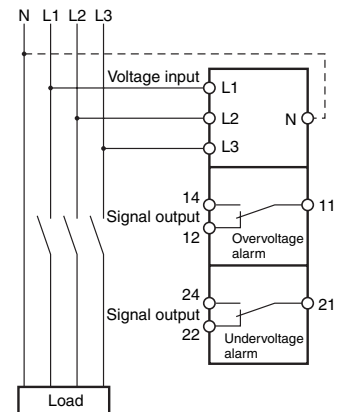 N L1 L2 L3
Voltage input
L1
L2
N
L3
14
11
Signal output
12
Overvoltage
alarm
24
21
Signal output
22
Undervoltage
alarm
Load